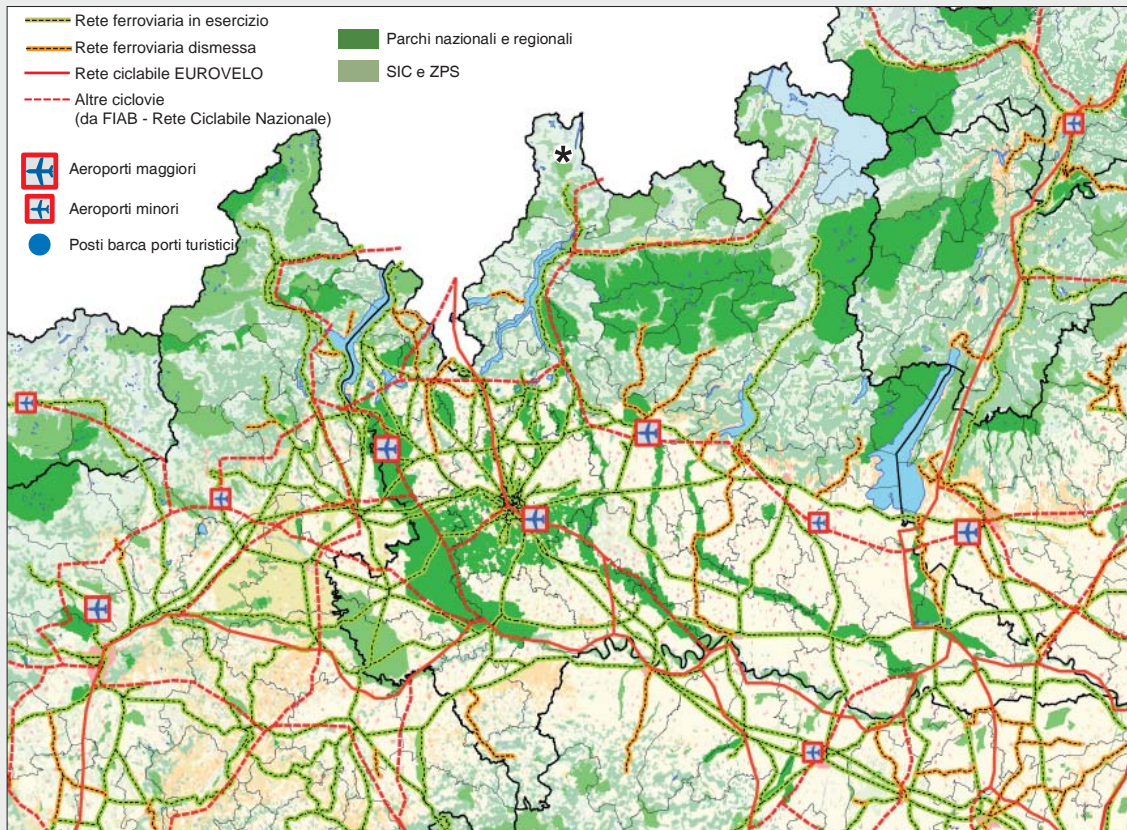 Rete ferroviaria in esercizio
Rete ferroviaria dismessa
Rete ciclabile EUROVELO
Altre ciclovie
(da FIAB - Rete Ciclabile Nazionale)
Aeroporti maggiori
Aeroporti minori
Posti barca porti turistici
Parchi nazionali e regionali
SIC e ZPS
*